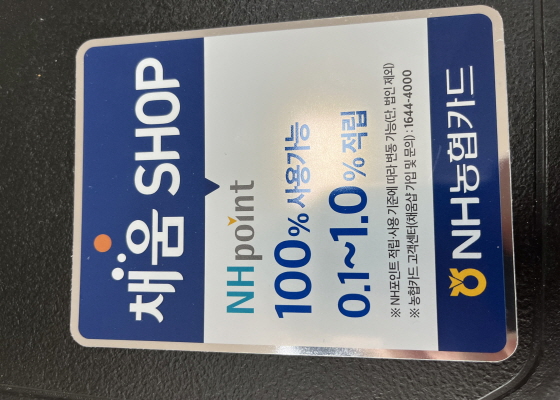 채움 SHOP
NHpoint
100% 사용가능
0.1~1.0% 적립
※ NH포인트 적립·사용 기준에 따라 변동 가능(단, 법인 제외)
※ 농협카드 고객센터(채움샵 가입 및 문의) : 1644-4000
NH농협카드